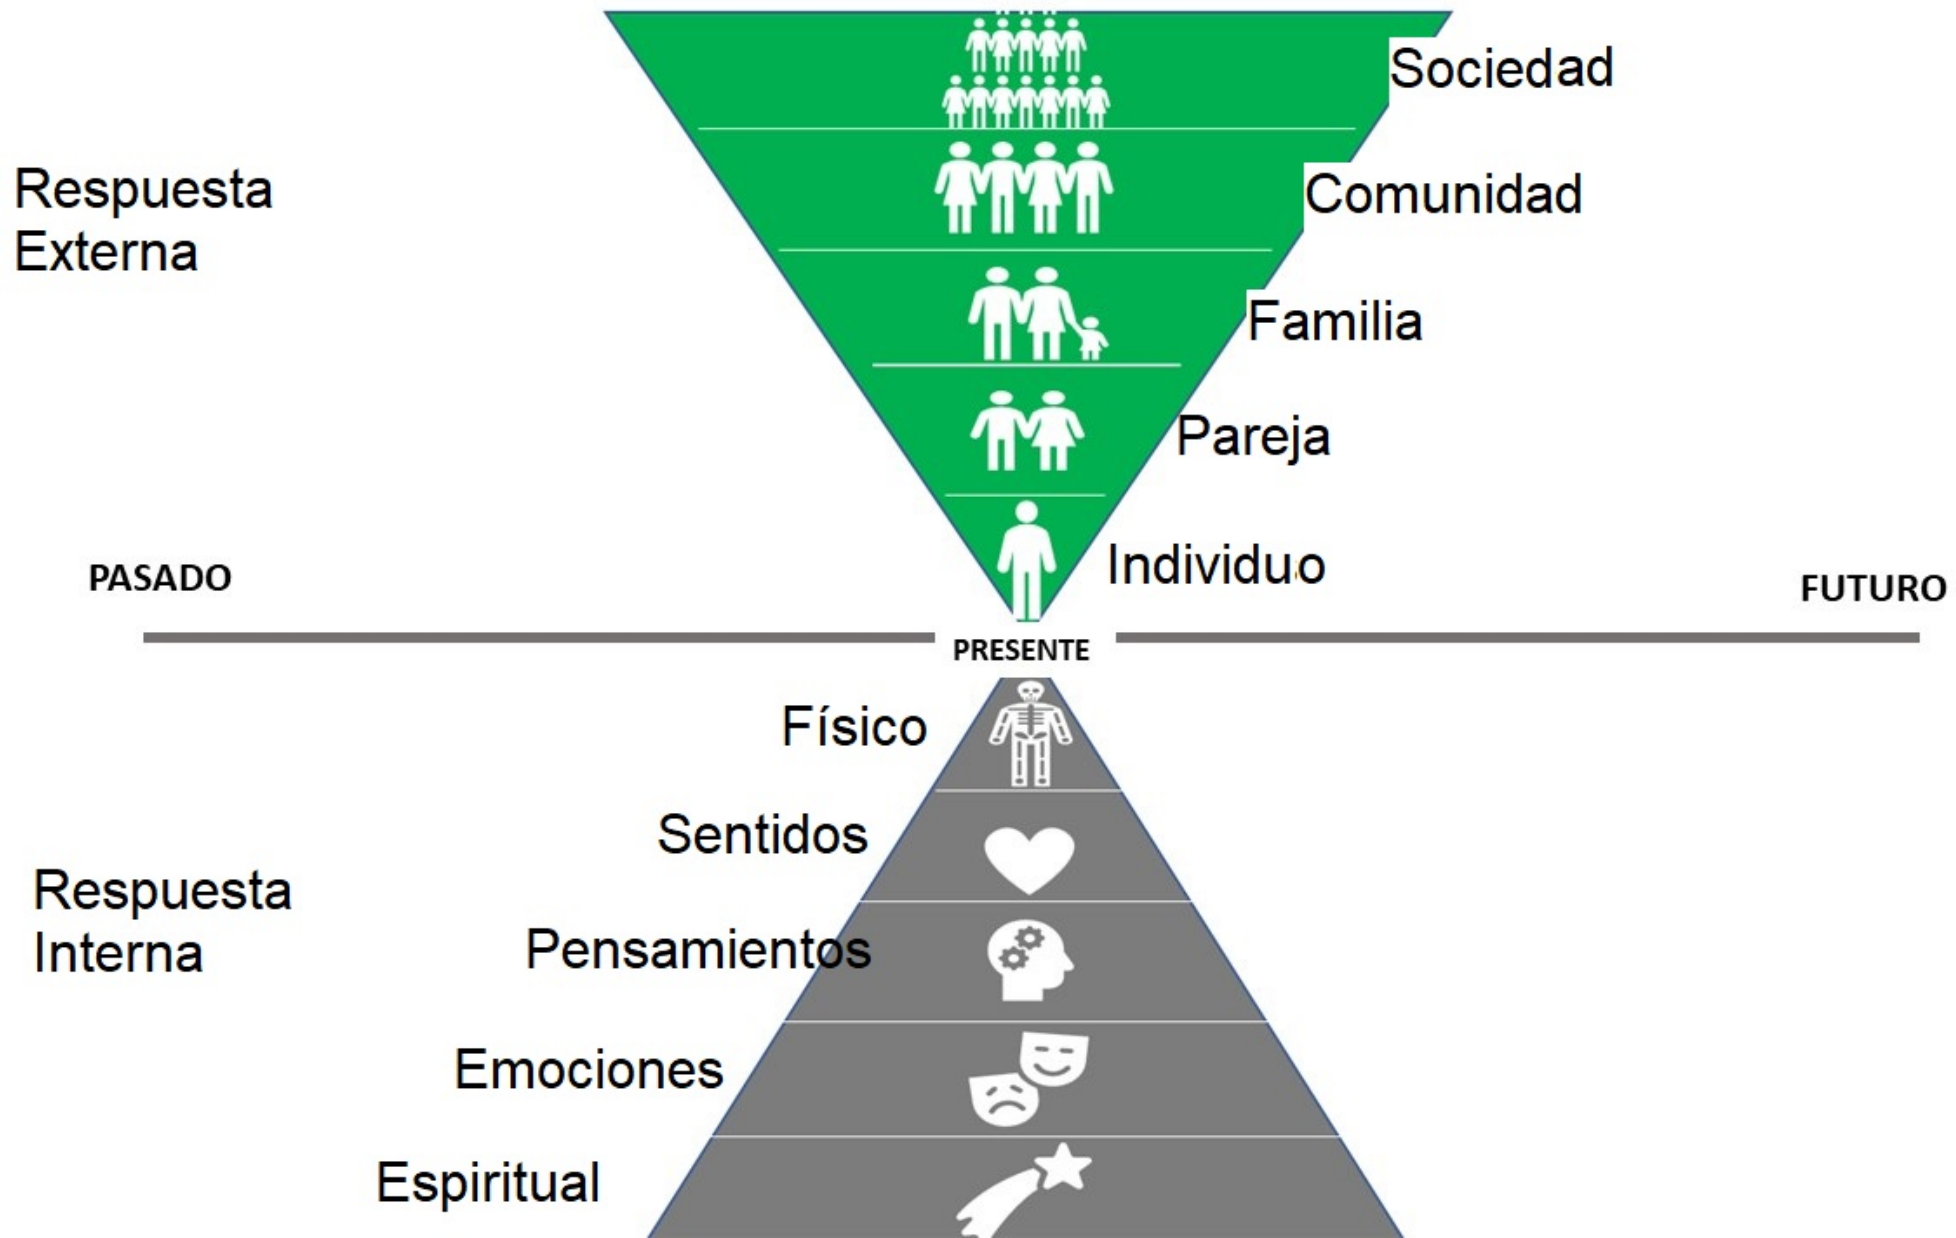 Sociedad
Respuesta
Externa
Comunidad
Familia
Pareja
Individuo
PASADO
FUTURO
PRESENTE
Físico
Sentidos
Respuesta
Interna
Pensamientos
Emociones
Espiritual